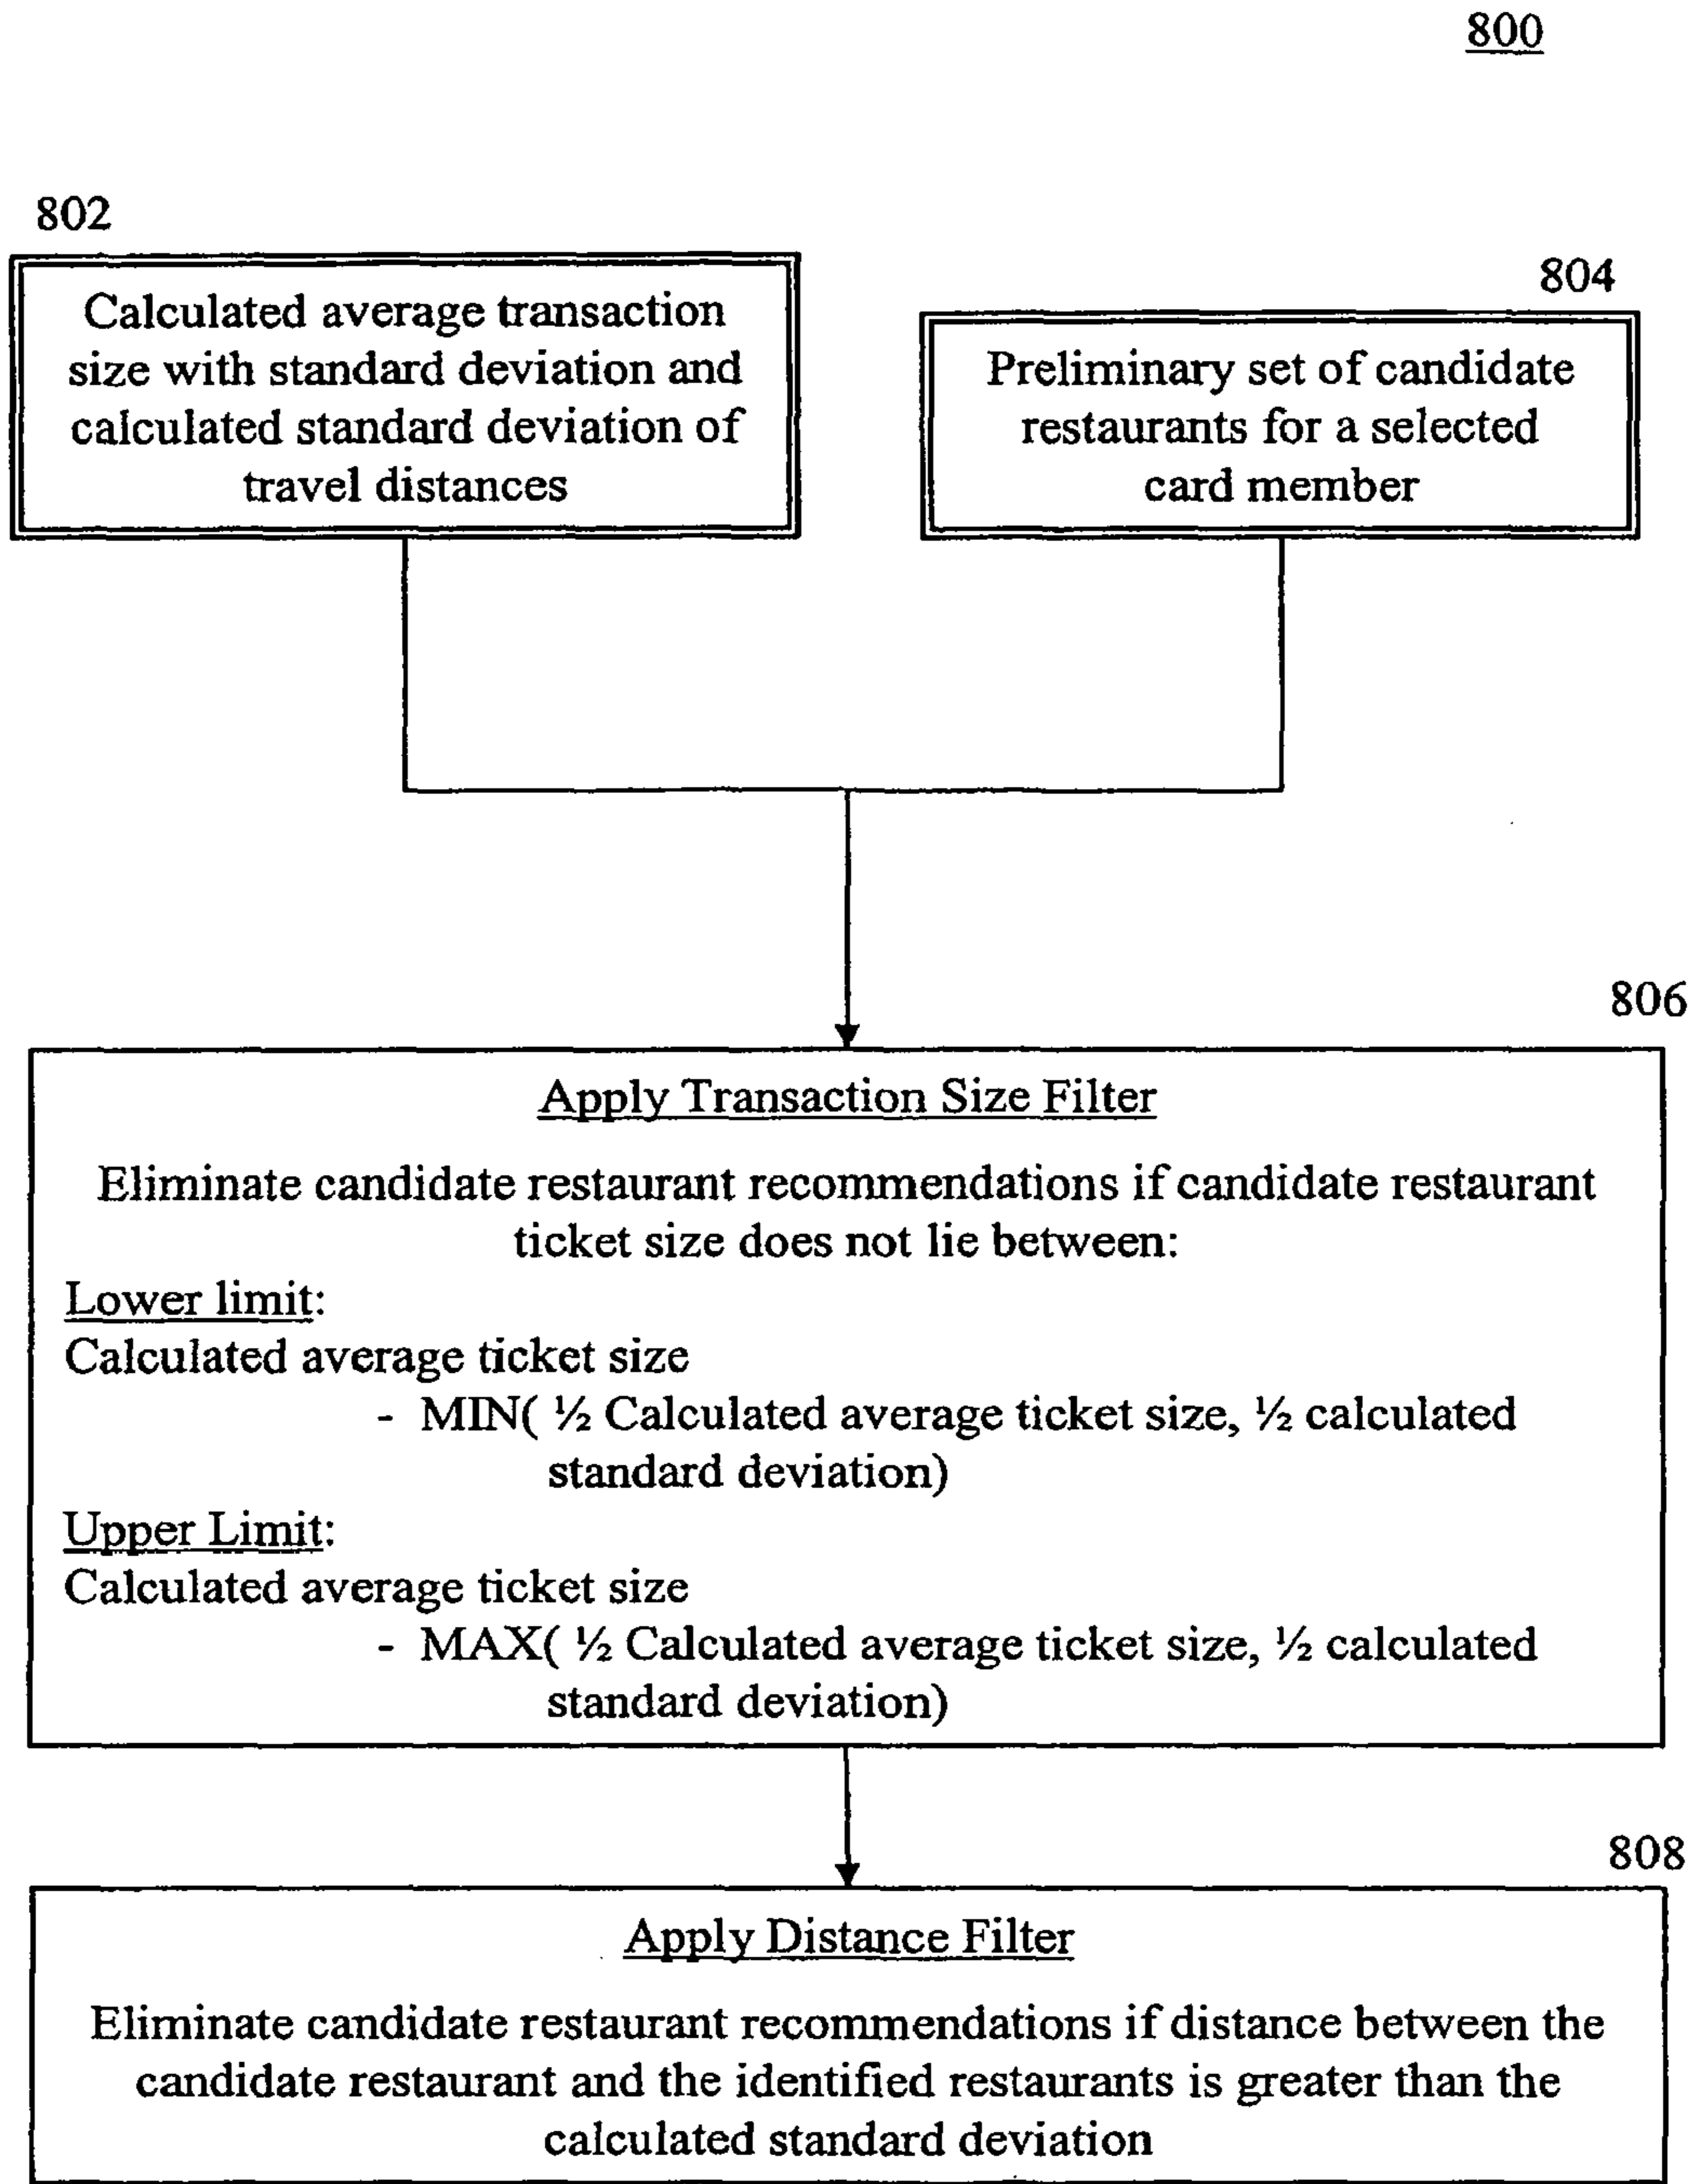 800
802
Calculated average transaction
size with standard deviation and
calculated standard deviation of
travel distances
804
Preliminary set of candidate
restaurants for a selected
card member
806
Apply Transaction Size Filter
Eliminate candidate restaurant recommendations if candidate restaurant
ticket size does not lie between:
Lower limit:
Calculated average ticket size
- MIN( ½ Calculated average ticket size, ½ calculated
standard deviation)
Upper Limit:
Calculated average ticket size
- MAX( ½ Calculated average ticket size, ½ calculated
standard deviation)
808
Apply Distance Filter
Eliminate candidate restaurant recommendations if distance between the
candidate restaurant and the identified restaurants is greater than the
calculated standard deviation